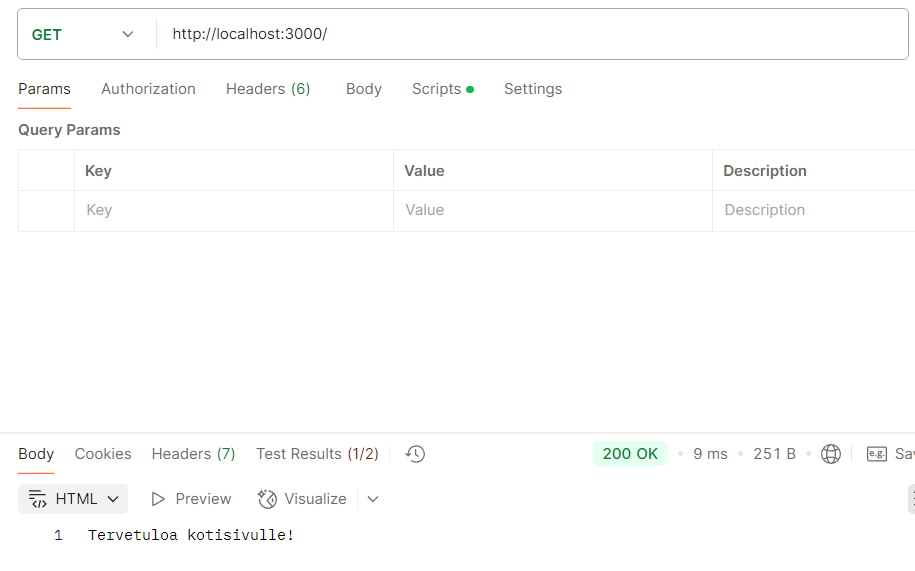 GET http://localhost:3000/
Params Authorization Headers (6) Body Scripts Settings
Query Params
Key Value Description
Key Value Description
Body Cookies Headers (7) Test Results (1/2) 200 OK 9 ms 251 B e.g. Sav
HTML Preview Visualize
1 Tervetuloa kotisivulle!